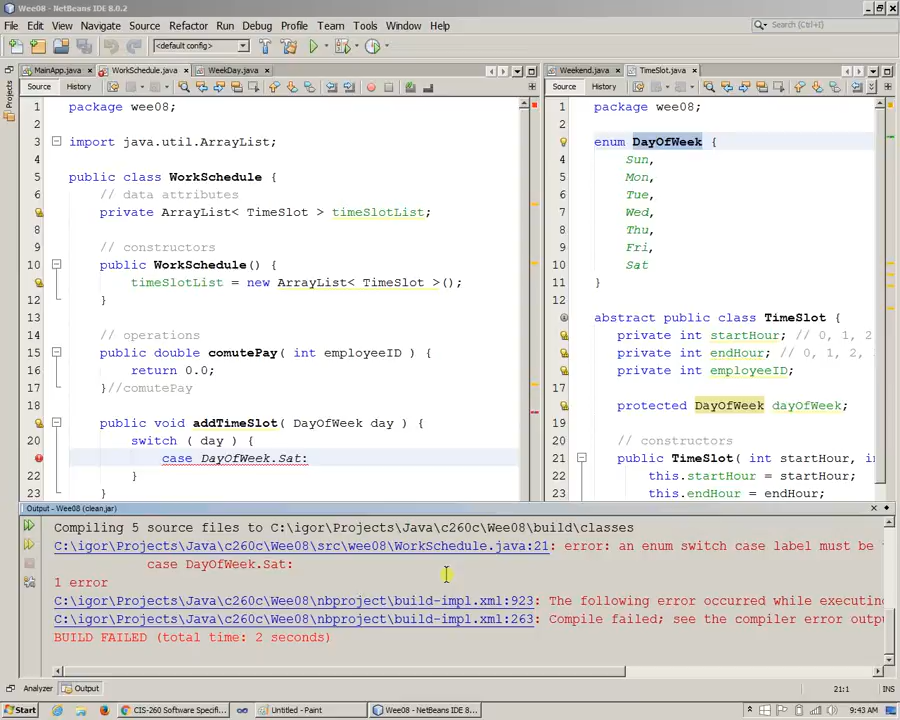 Wee08 - NetBeans IDE 8.0.2
File Edit View Navigate Source Refactor Run Debug Profile Team Tools Window Help
<default config>
Search (Ctrl+I)
MainApp.java
WorkSchedule.java
WeekDay.java
Weekend.java
TimeSlot.java
Projects
Source History
1 package wee08;
2
3 import java.util.ArrayList;
4
5 public class WorkSchedule {
6 // data attributes
private ArrayList< TimeSlot > timeSlotList;
8
9 // constructors
10 public WorkSchedule() {
timeSlotList = new ArrayList< TimeSlot >();
12 }
13
14 // operations
15 public double comutePay( int employeeID ) {
16 return 0.0;
17 }//comutePay
18
19 public void addTimeSlot( DayOfWeek day ) {
20 switch ( day ) {
case DayOfWeek.Sat:
22 }
23 }
Source History
1 package wee08;
2
enum DayOfWeek {
4 Sun,
5 Mon,
6 Tue,
7 Wed,
8 Thu,
9 Fri,
10 Sat
11 }
12
abstract public class TimeSlot {
private int startHour; // 0, 1, 2
private int endHour; // 0, 1, 2,
private int employeeID;
17
protected DayOfWeek dayOfWeek;
19
20 // constructors
21 public TimeSlot( int startHour, in
22 this.startHour = startHour;
23 this.endHour = endHour;
Output - Wee08 (clean,jar)
Compiling 5 source files to C:\igor\Projects\Java\c260c\Wee08\build\classes
C:\igor\Projects\Java\c260c\Wee08\src\wee08\WorkSchedule.java:21: error: an enum switch case label must be
case DayOfWeek.Sat:
1 error
C:\igor\Projects\Java\c260c\Wee08\nbproject\build-impl.xml:923: The following error occurred while executin
C:\igor\Projects\Java\c260c\Wee08\nbproject\build-impl.xml:263: Compile failed; see the compiler error outp
BUILD FAILED (total time: 2 seconds)
Analyzer Output
21:1 INS
Start
CIS-260 Software Specifi...
Untitled - Paint
Wee08 - NetBeans IDE 8...
9:43 AM